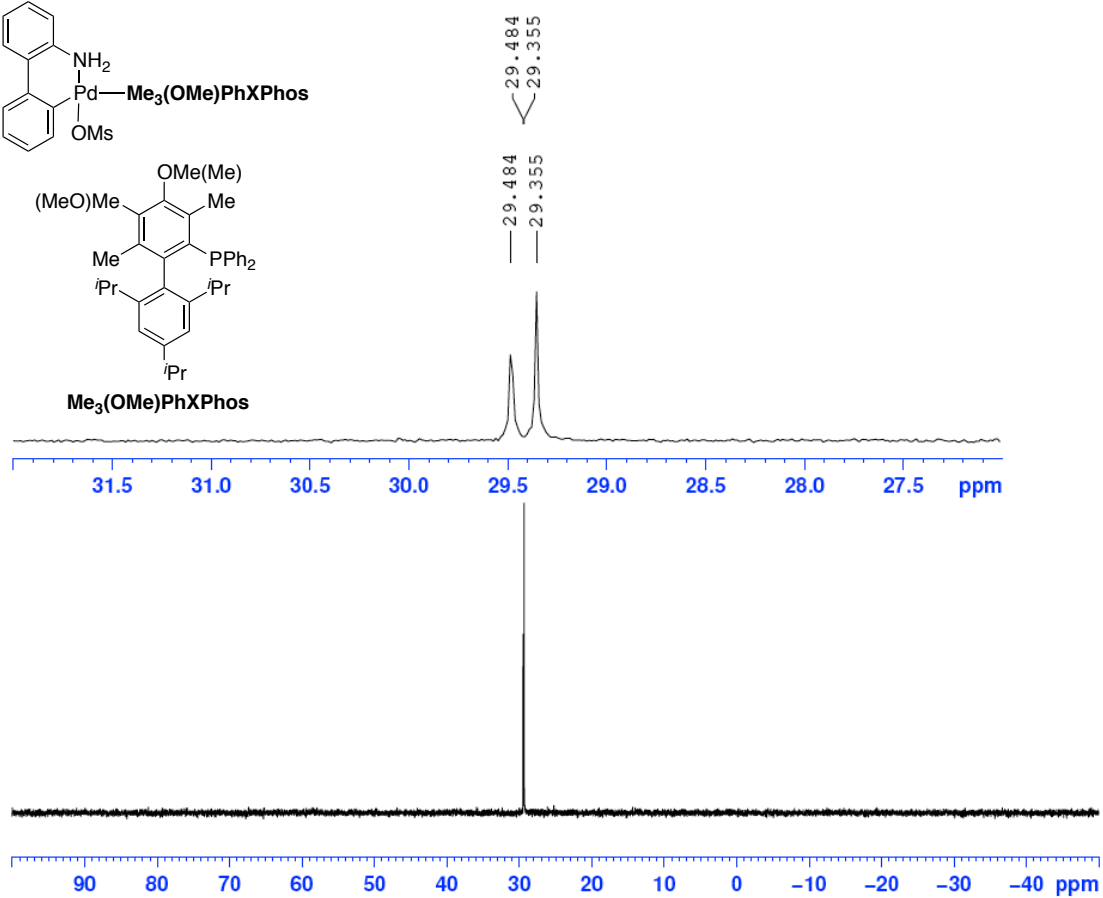 29.484
29.355
NH2
Pd—Me3(OMe)PhXPhos
OMs
29.484
29.355
OMe(Me)
(MeO)Me
Me
Me
PPh2
iPr
iPr
iPr
Me3(OMe)PhXPhos
31.5 31.0 30.5 30.0 29.5 29.0 28.5 28.0 27.5 ppm
90 80 70 60 50 40 30 20 10 0 −10 −20 −30 −40 ppm